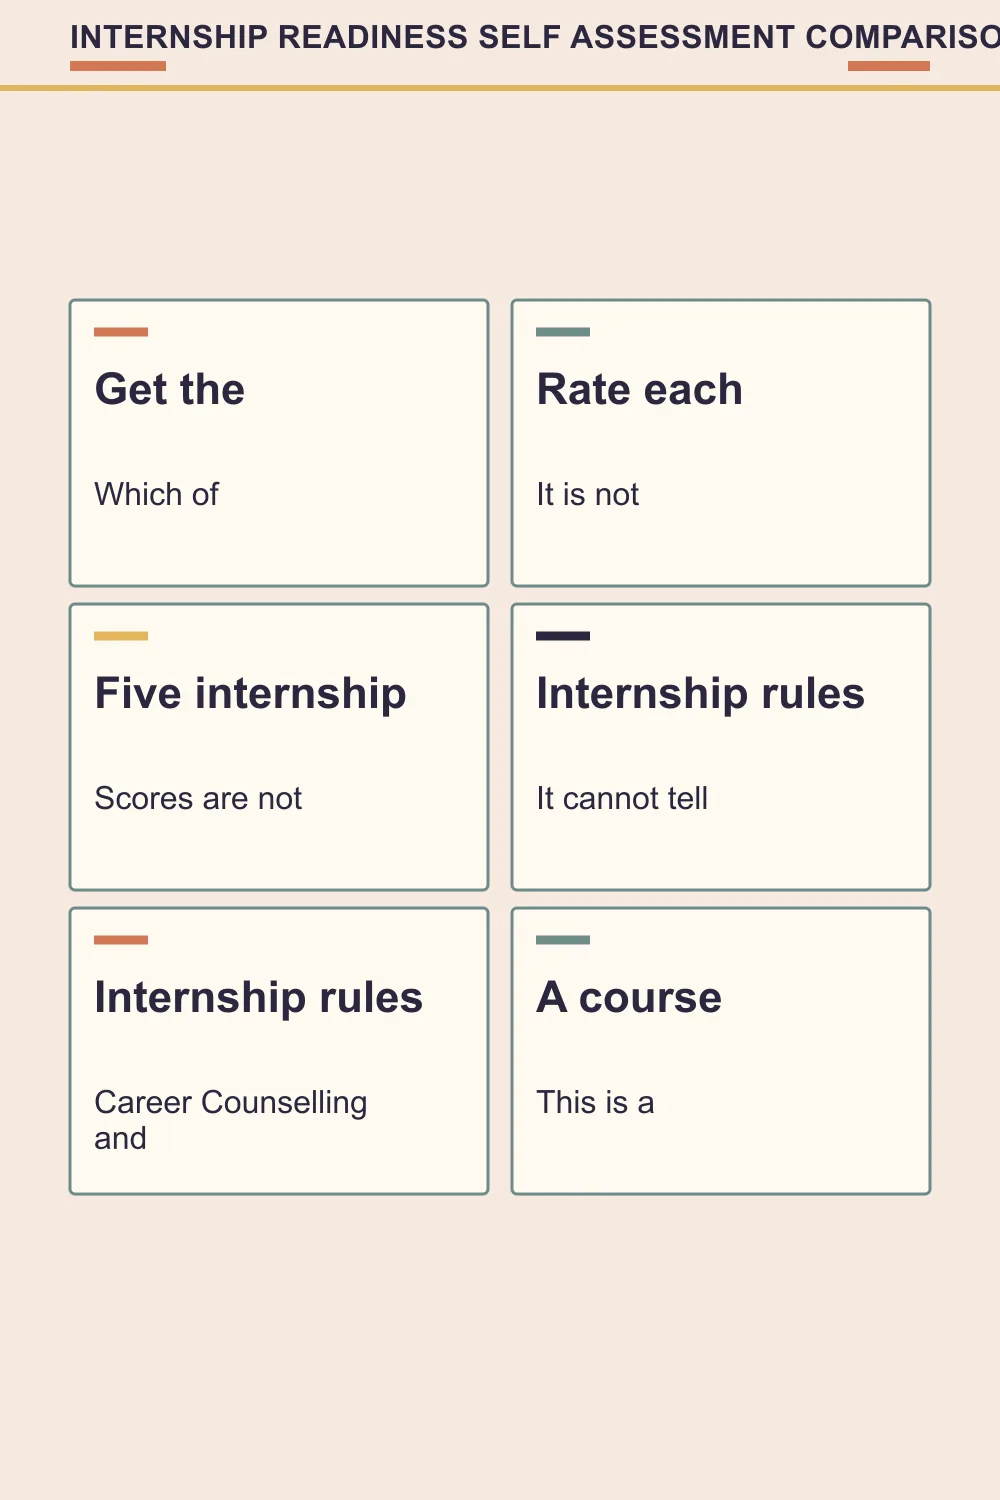 INTERNSHIP READINESS SELF ASSESSMENT COMPARISO
Get the
Which of
Rate each
It is not
Five internship
Scores are not
Internship rules
It cannot tell
Internship rules
Career Counselling
and
A course
This is a